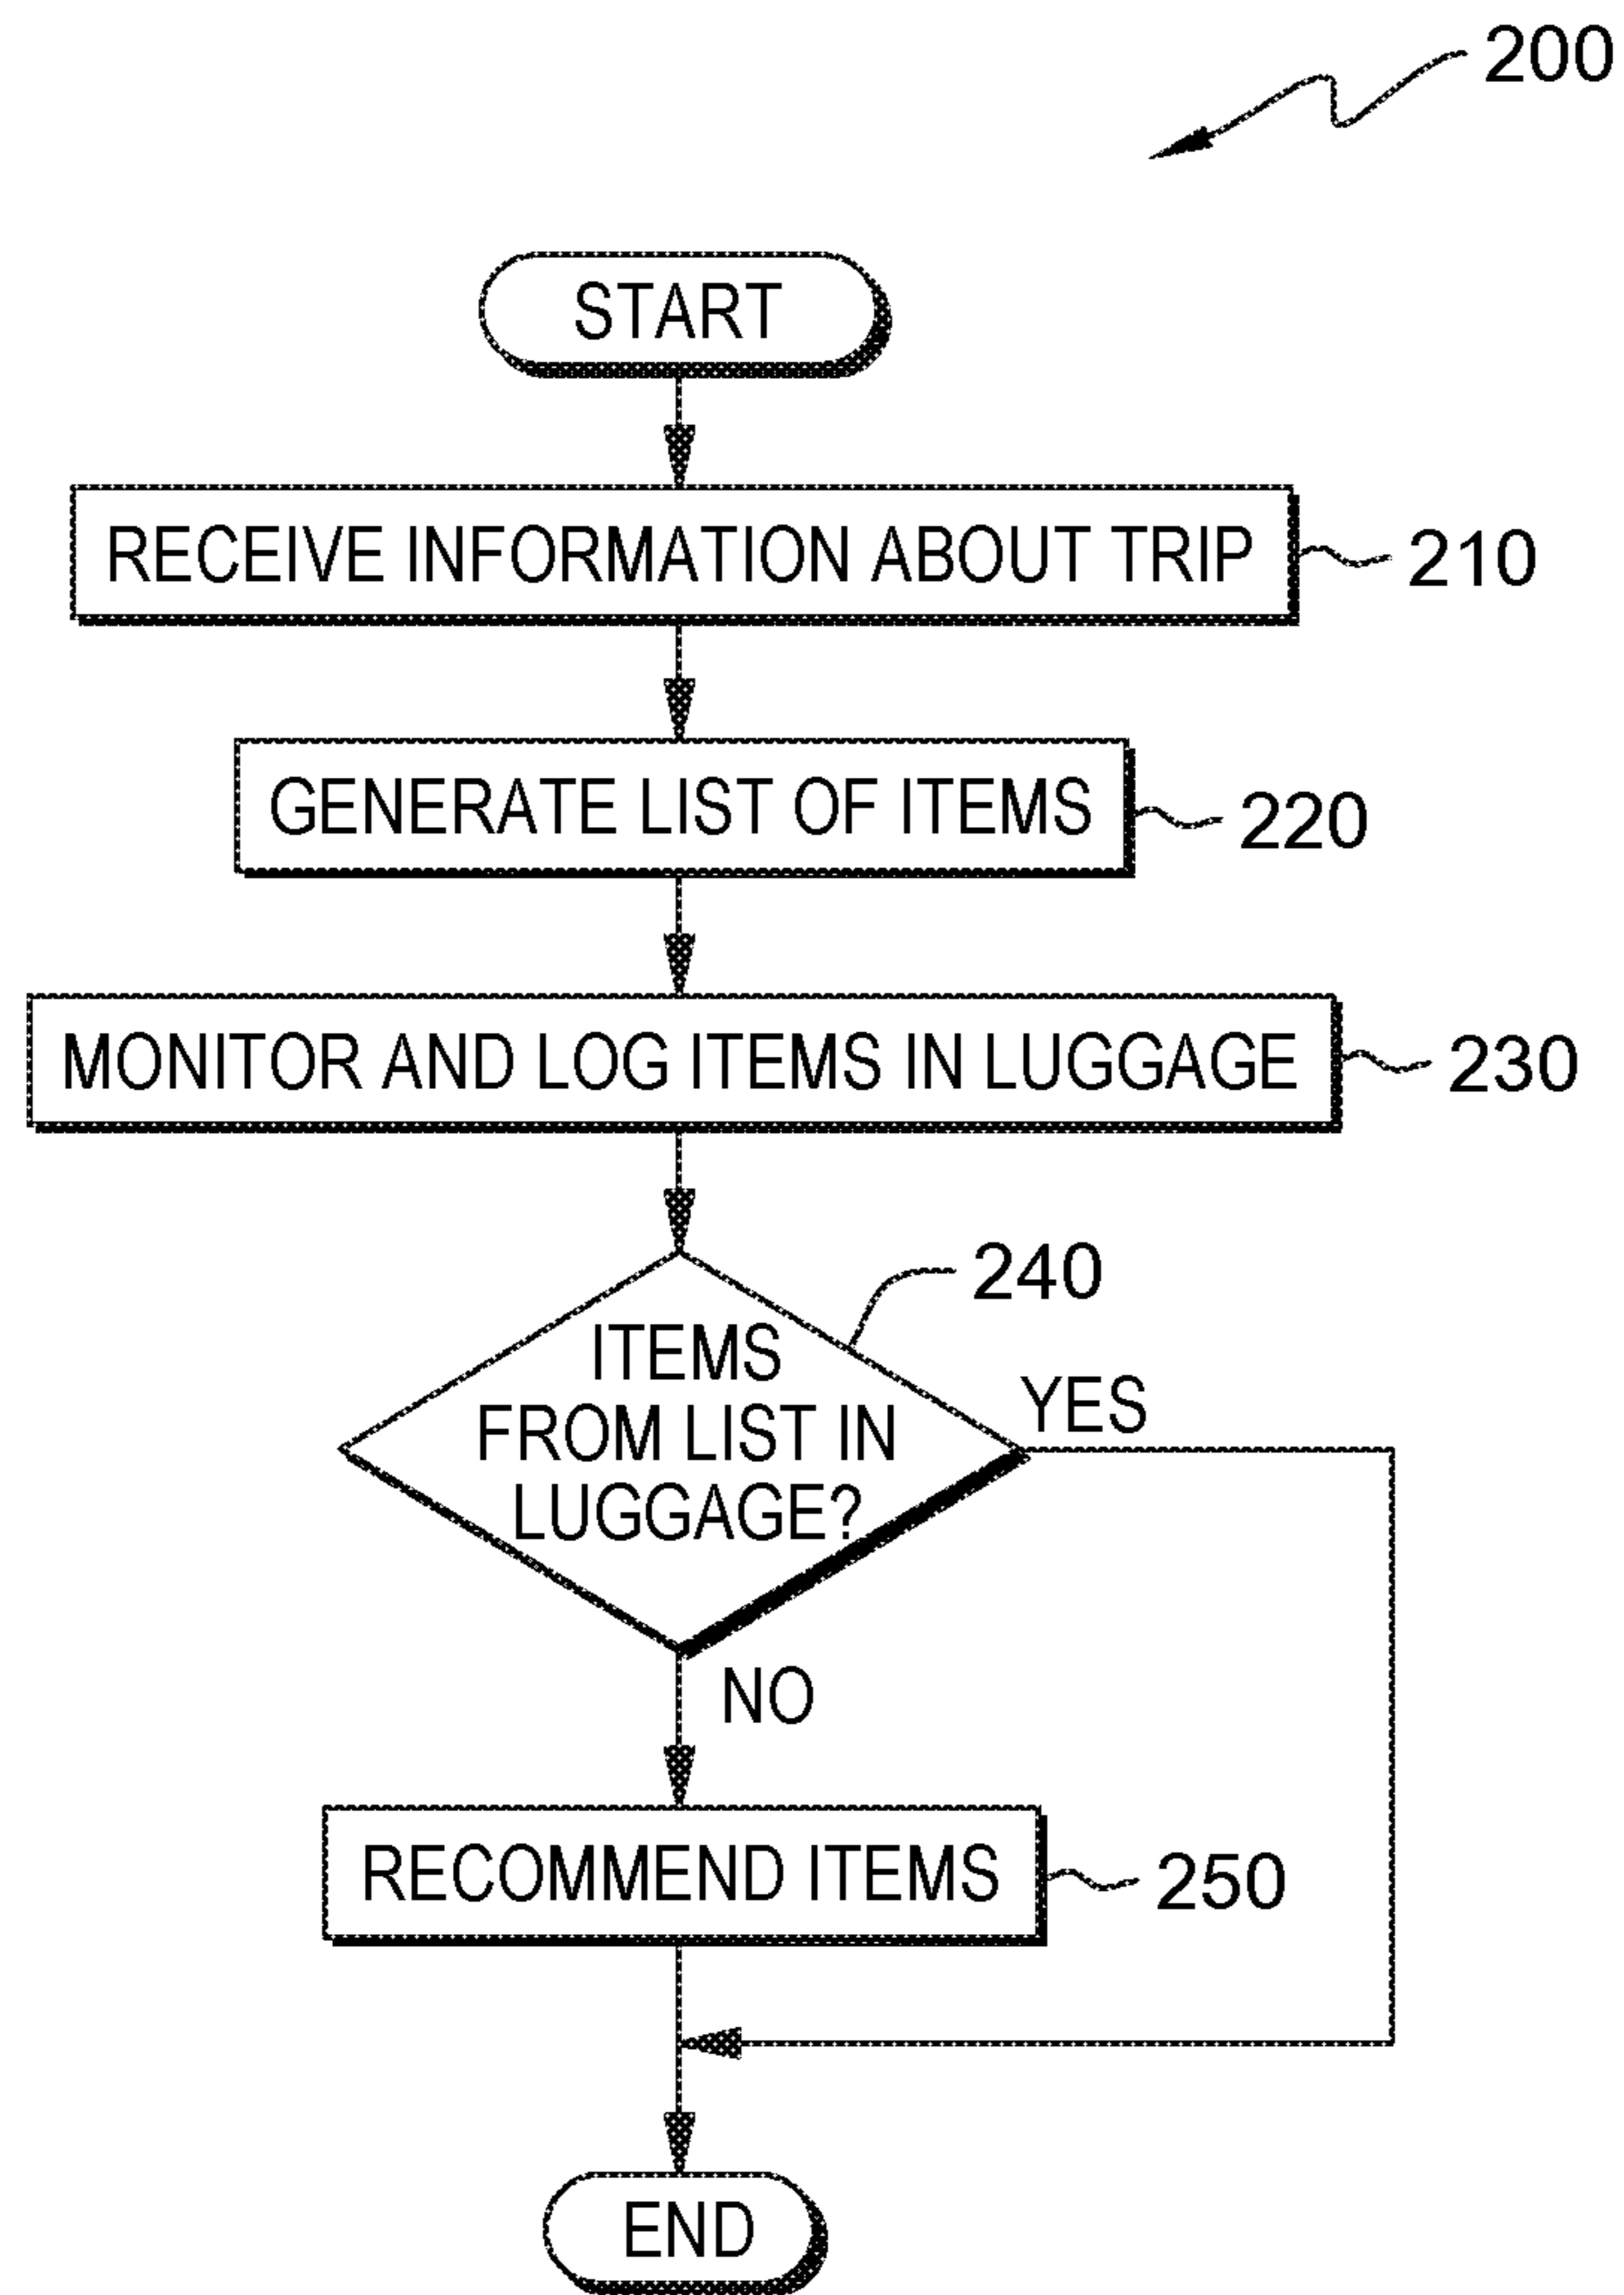 200
START
RECEIVE INFORMATION ABOUT TRIP
210
GENERATE LIST OF ITEMS
220
MONITOR AND LOG ITEMS IN LUGGAGE
230
240
ITEMS
FROM LIST IN
LUGGAGE?
YES
NO
RECOMMEND ITEMS
250
END